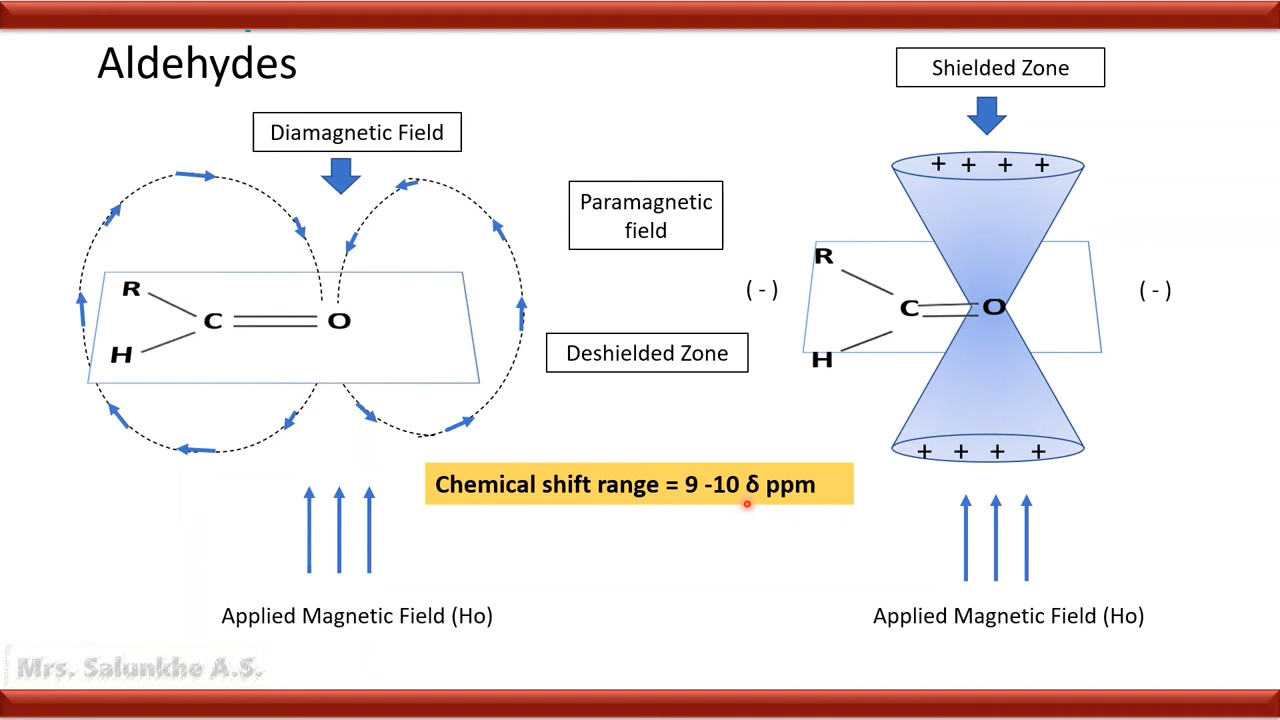 Aldehydes
Diamagnetic Field
Shielded Zone
+ + + +
Paramagnetic
field
R
C
O
H
( - )
R
C
O
H
( - )
Deshielded Zone
+ + + +
Chemical shift range = 9 -10 δ ppm
Applied Magnetic Field (Ho)
Applied Magnetic Field (Ho)
Mrs. Salunkhe A.S.